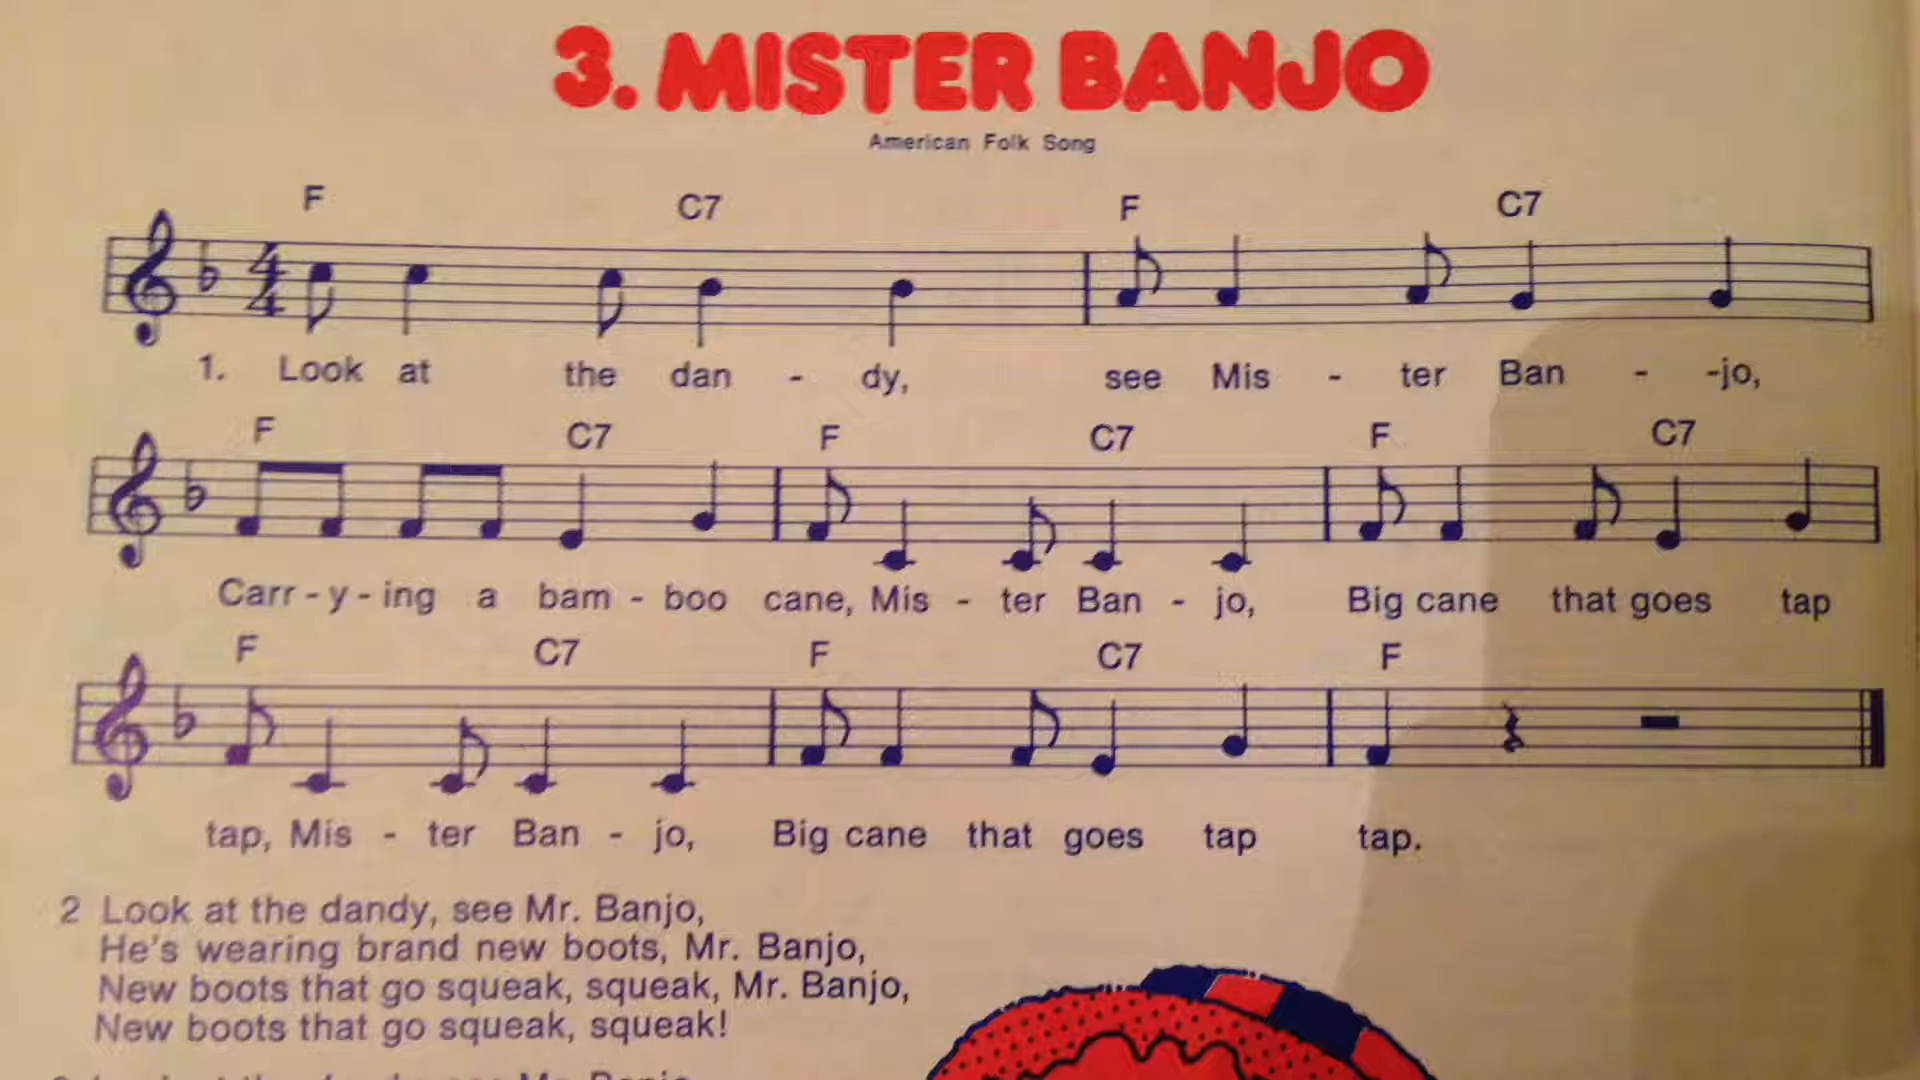 3. MISTER BANJO
American Folk Song
F C7 F C7
4
4
1. Look at the dan - dy, see Mis - ter Ban - -jo,
F C7 F C7 F C7
Carr - y - ing a bam - boo cane, Mis - ter Ban - jo, Big cane that goes tap
F C7 F C7 F
tap, Mis - ter Ban - jo, Big cane that goes tap tap.
2 Look at the dandy, see Mr. Banjo,
He's wearing brand new boots, Mr. Banjo,
New boots that go squeak, squeak, Mr. Banjo,
New boots that go squeak, squeak!